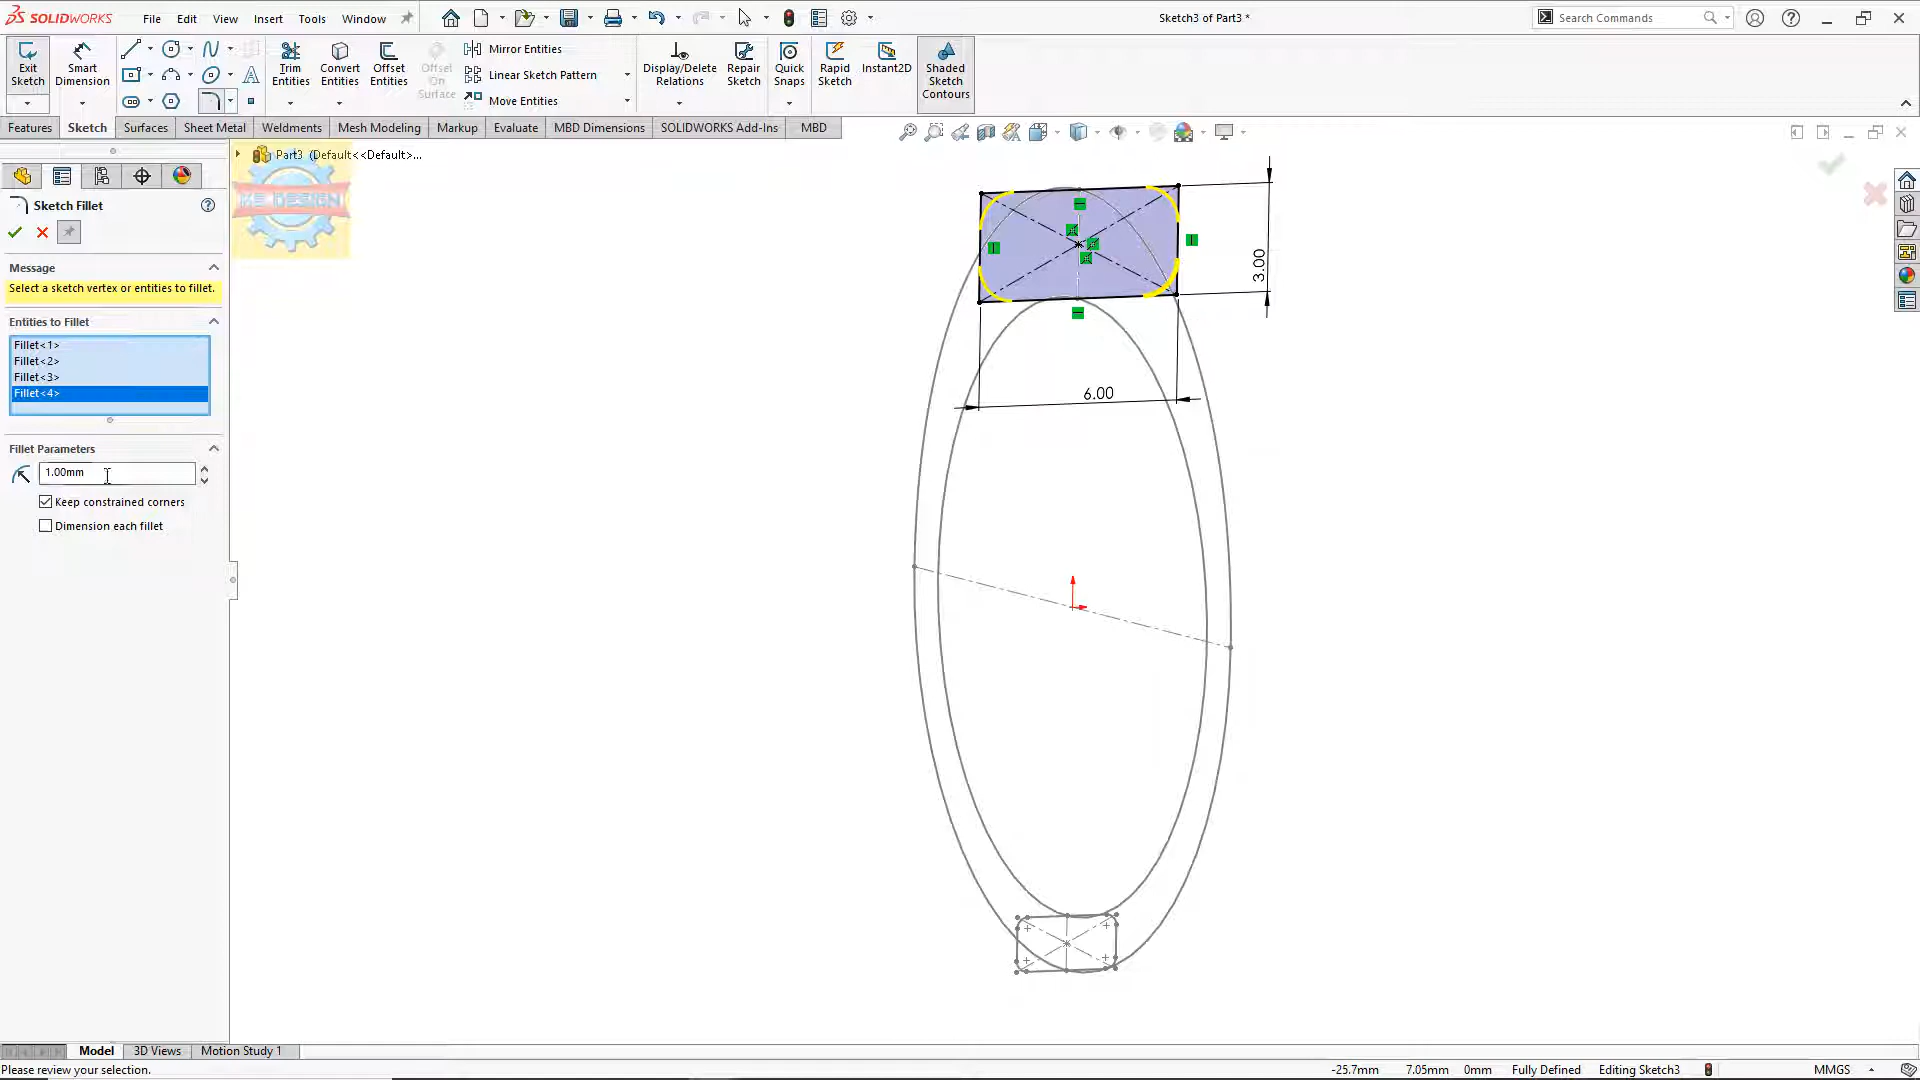 SOLIDWORKS
File
Edit
View
Insert
Tools
Window
Sketch3 of Part3 *
Search Commands
Exit
Sketch
Smart
Dimension
Trim
Entities
Convert
Entities
Offset
Entities
Offset
On
Surface
Mirror Entities
Linear Sketch Pattern
Move Entities
Display/Delete
Relations
Repair
Sketch
Quick
Snaps
Rapid
Sketch
Instant2D
Shaded
Sketch
Contours
Features
Sketch
Surfaces
Sheet Metal
Weldments
Mesh Modeling
Markup
Evaluate
MBD Dimensions
SOLIDWORKS Add-Ins
MBD
Part3 (Default<<Default>...
Sketch Fillet
Message
Select a sketch vertex or entities to fillet.
Entities to Fillet
Fillet<1>
Fillet<2>
Fillet<3>
Fillet<4>
Fillet Parameters
1.00mm
Keep constrained corners
Dimension each fillet
3.00
6.00
Model
3D Views
Motion Study 1
Please review your selection.
-25.7mm
7.05mm
0mm
Fully Defined
Editing Sketch3
MMGS